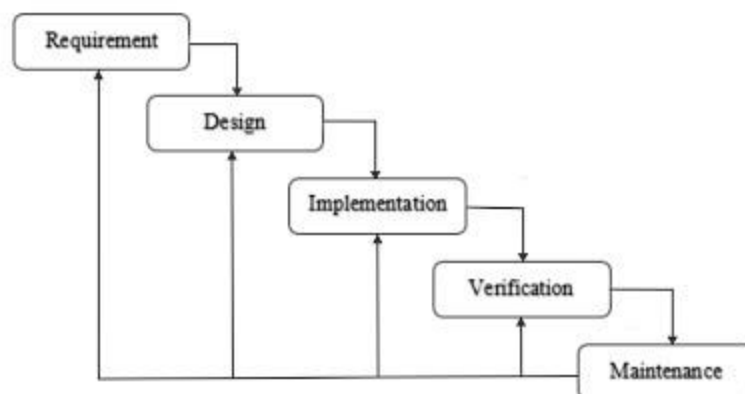 Requirement
Design
Implementation
Verification
Maintenance